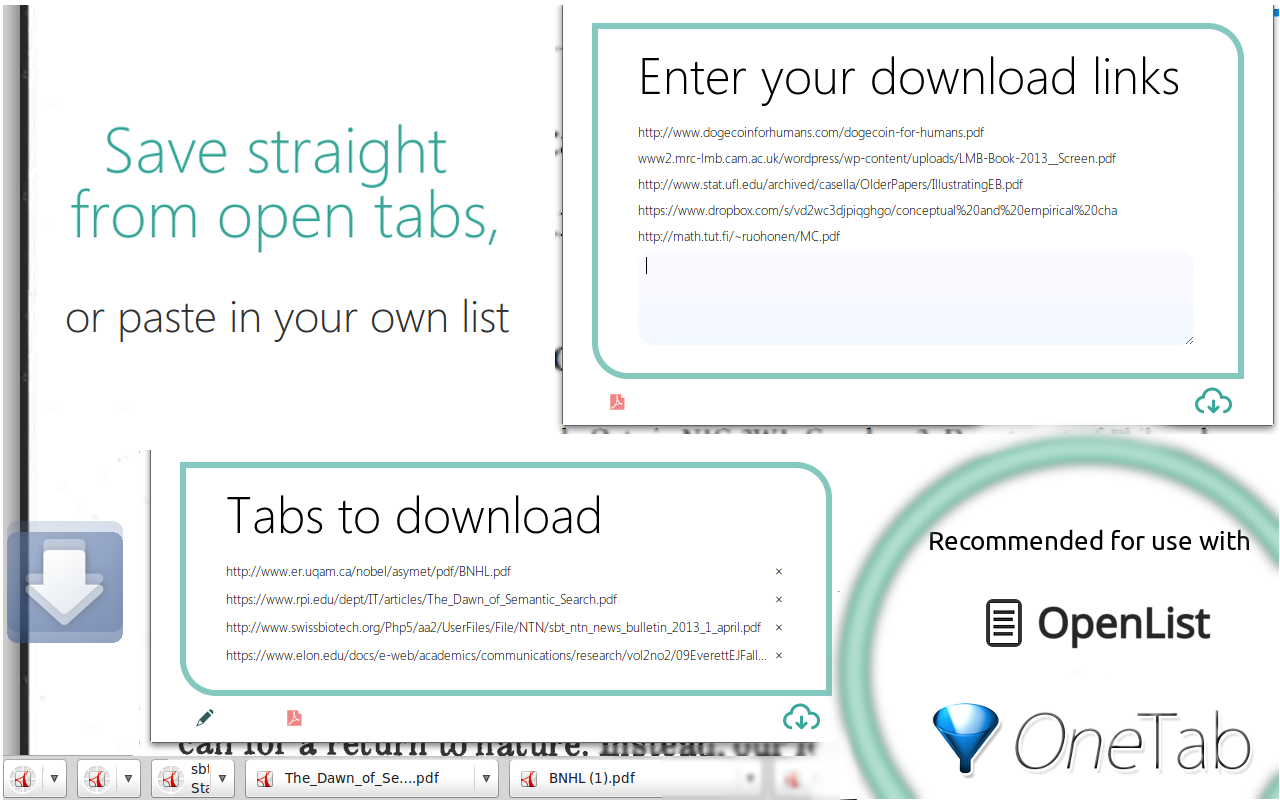 Save straight
from open tabs,
or paste in your own list
Enter your download links
http://www.dogecoinforhumans.com/dogecoin-for-humans.pdf
www2.mrc-lmb.cam.ac.uk/wordpress/wp-content/uploads/LMB-Book-2013__Screen.pdf
http://www.stat.ufl.edu/archived/casella/OlderPapers/IllustratingEB.pdf
https://www.dropbox.com/s/vd2wc3djpiqghgo/conceptual%20and%20empirical%20cha
http://math.tut.fi/~ruohonen/MC.pdf
Tabs to download
http://www.er.uqam.ca/nobel/asymet/pdf/BNHL.pdf ×
https://www.rpi.edu/dept/IT/articles/The_Dawn_of_Semantic_Search.pdf ×
http://www.swissbiotech.org/Php5/aa2/UserFiles/File/NTN/sbt_ntn_news_bulletin_2013_1_april.pdf ×
https://www.elon.edu/docs/e-web/academics/communications/research/vol2no2/09EverettEJFall... ×
Recommended for use with
OpenList
OneTab
can for a return to nature. Instead, our
sbt
Sta
The_Dawn_of_Se....pdf
BNHL (1).pdf